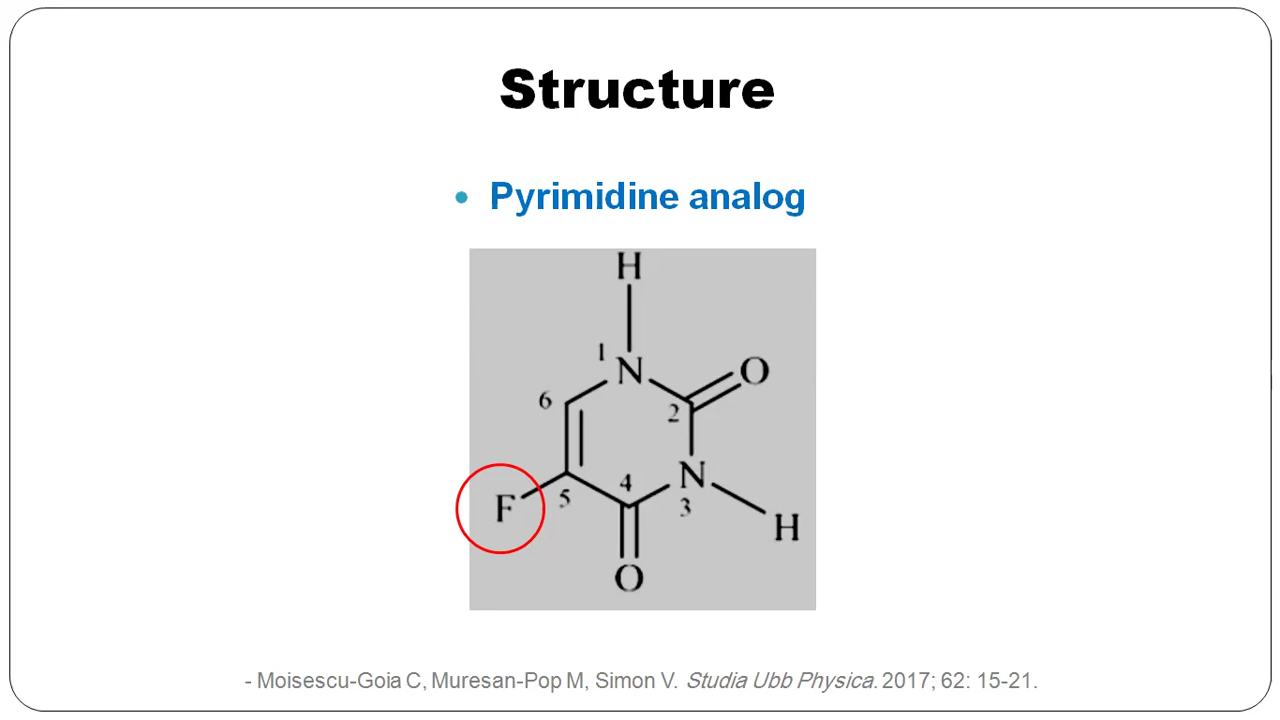 Structure
• Pyrimidine analog
H
1
N
O
6
2
4
N
F
5
3
H
O
- Moisescu-Goia C, Muresan-Pop M, Simon V. Studia Ubb Physica. 2017; 62: 15-21.